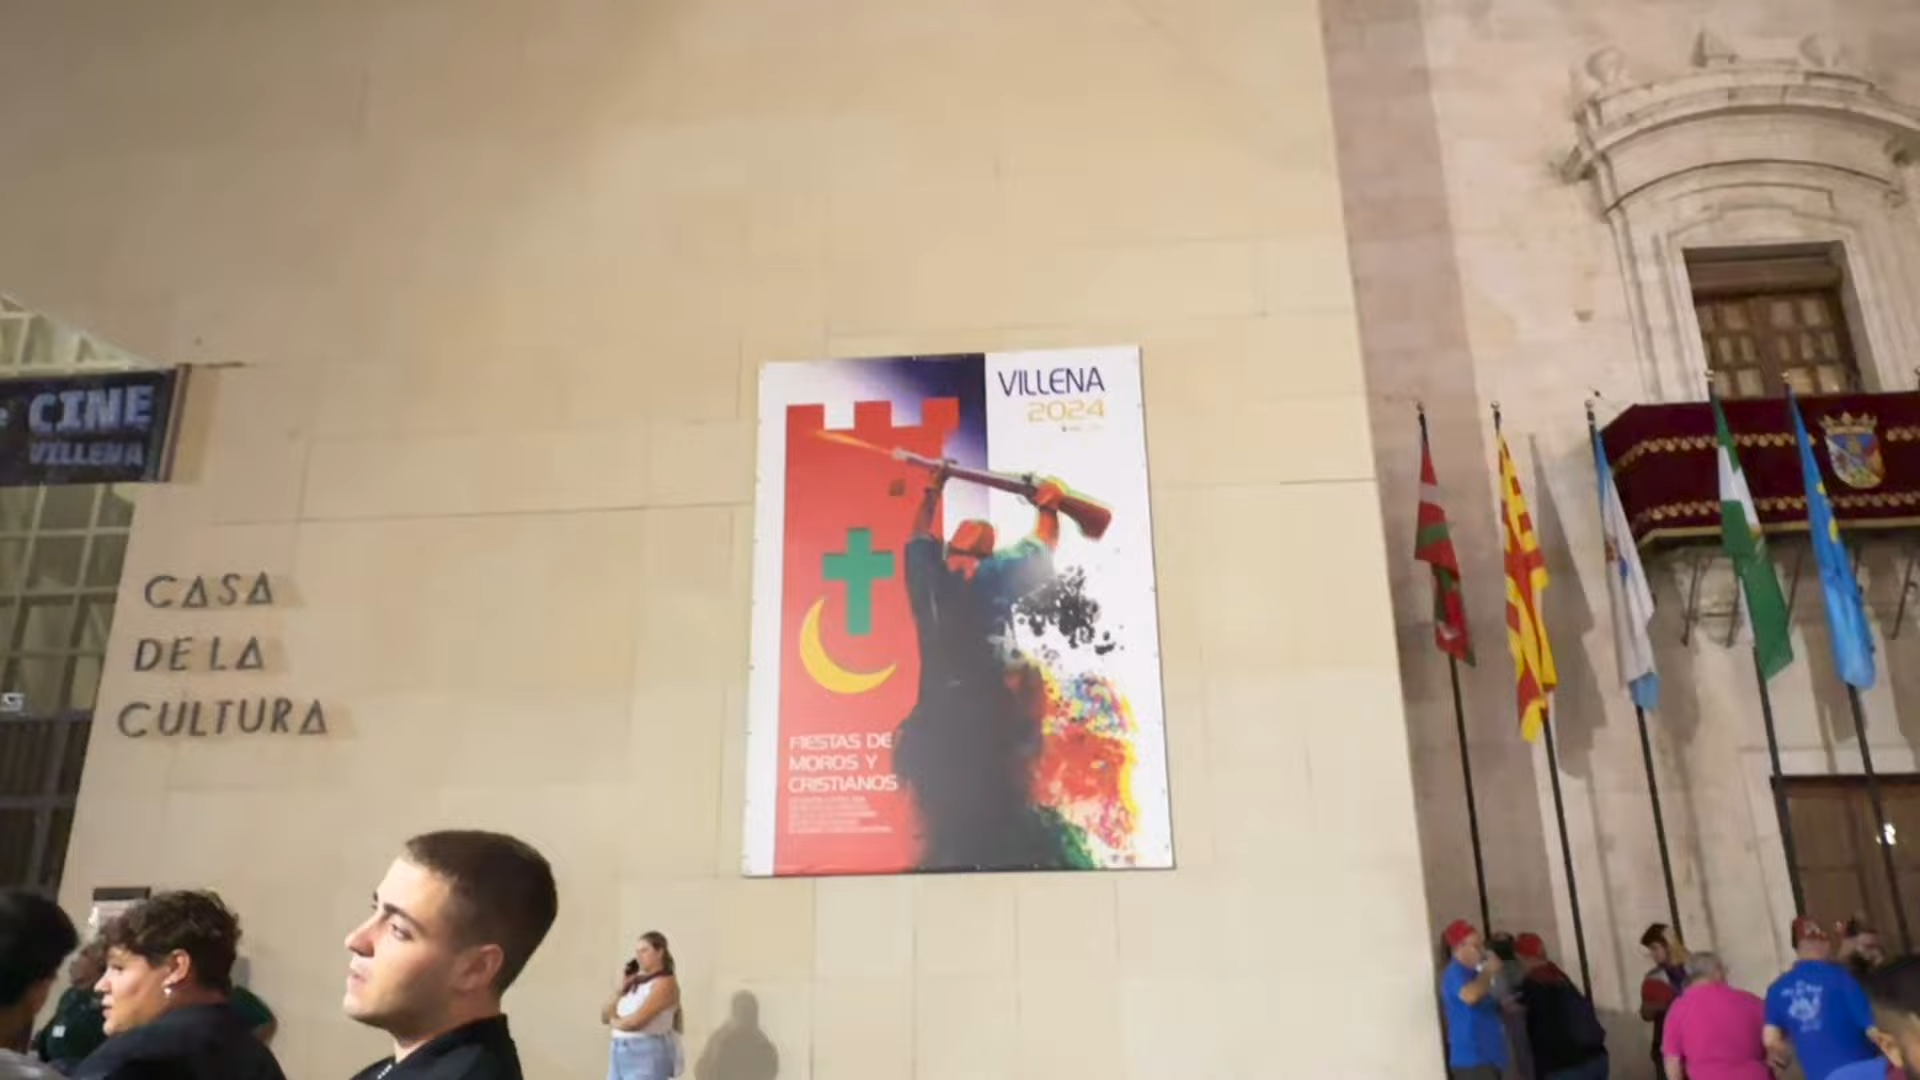 CINE
VILLENA
CASA
DE LA
CULTURA
VILLENA
2024
FIESTAS DE
MOROS Y
CRISTIANOS